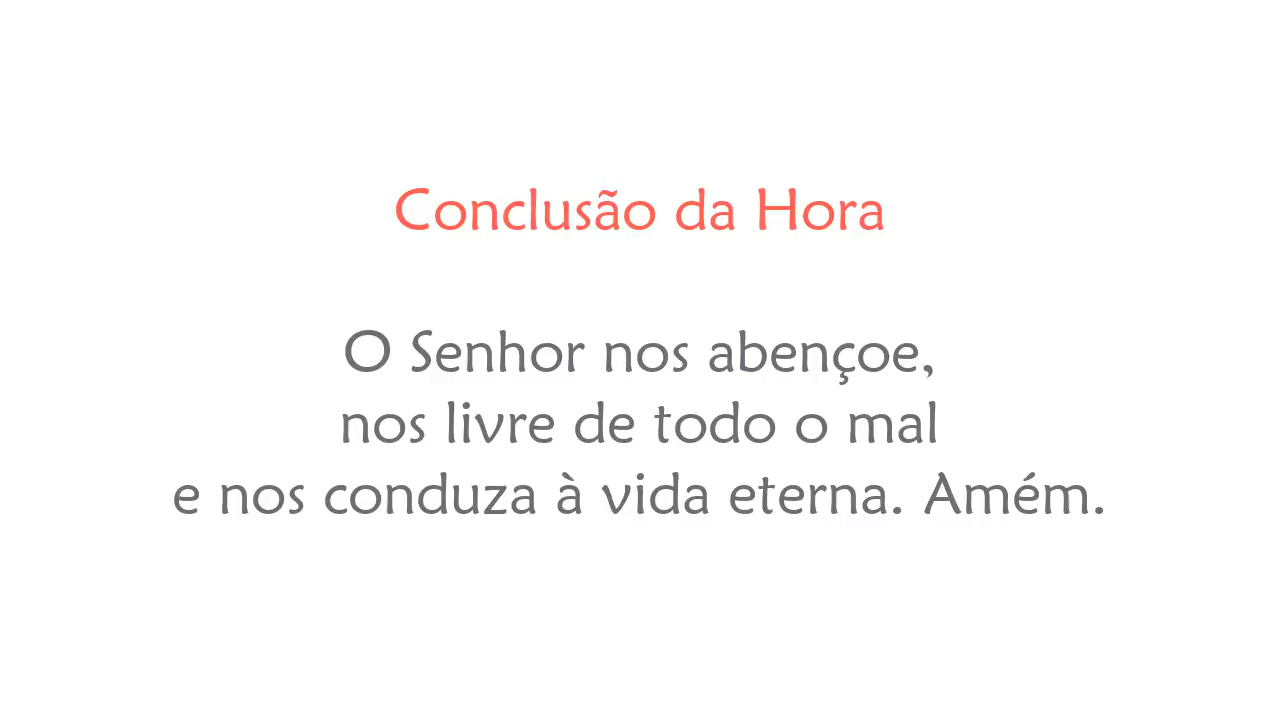 Conclusão da Hora
O Senhor nos abençoe,
nos livre de todo o mal
e nos conduza à vida eterna. Amém.